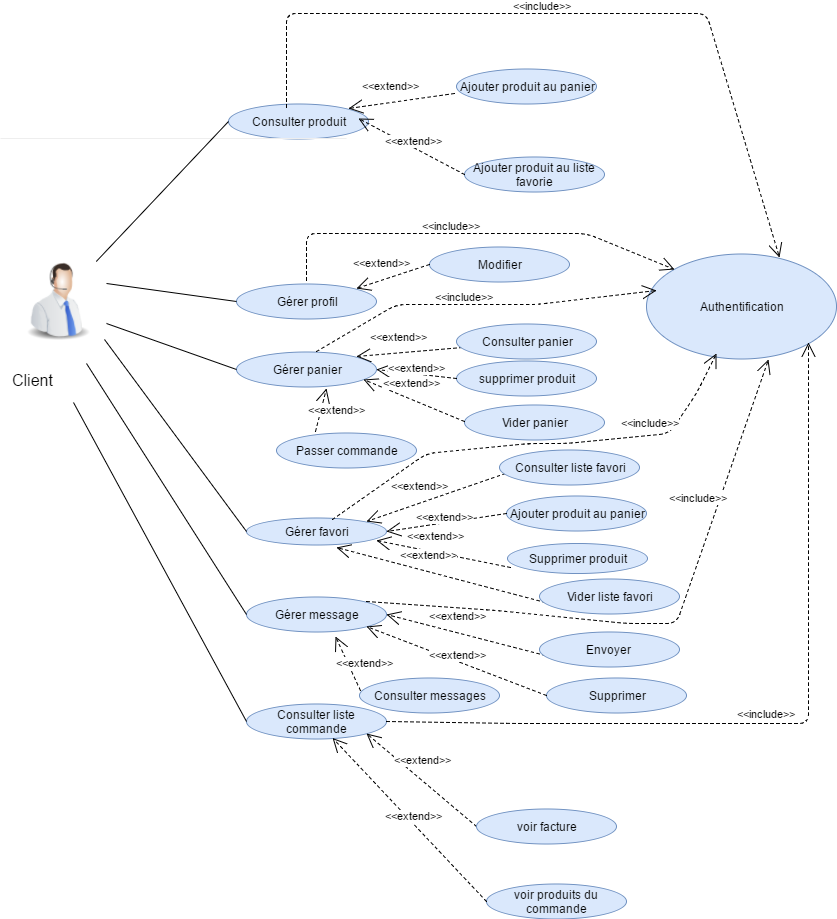 <<include>>
<<extend>>
Ajouter produit au panier
Consulter produit
<<extend>>
Ajouter produit au liste
favorie
<<include>>
<<extend>>
Modifier
Gérer profil
<<include>>
Authentification
<<extend>>
Consulter panier
Gérer panier
<<extend>>
supprimer produit
<<extend>>
Client
<<extend>>
Vider panier
<<include>>
Passer commande
Consulter liste favori
<<extend>>
<<include>>
Ajouter produit au panier
<<extend>>
Gérer favori
<<extend>>
<<extend>>
Supprimer produit
Vider liste favori
Gérer message
<<extend>>
Envoyer
<<extend>>
<<extend>>
Consulter messages
Supprimer
Consulter liste
commande
<<include>>
<<extend>>
<<extend>>
voir facture
voir produits du
commande